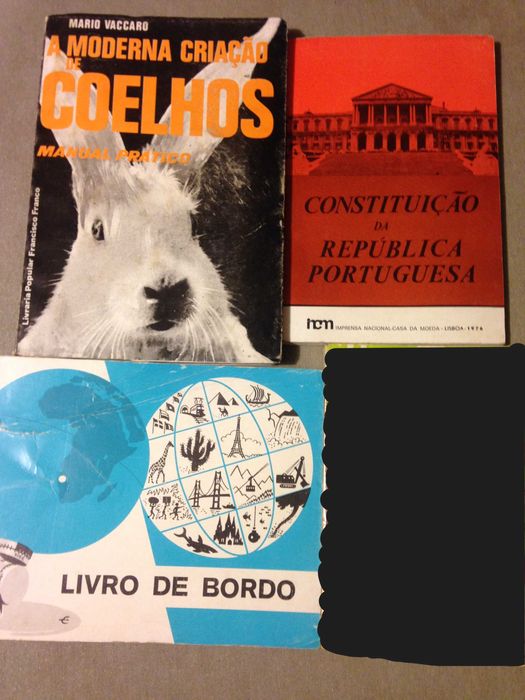 MARIO VACCARO
A MODERNA CRIAÇÃO
DE
COELHOS
MANUAL PRÁTICO
Livraria Popular Francisco Franco
CONSTITUIÇÃO
DA
REPÚBLICA
PORTUGUESA
incm IMPRENSA NACIONAL-CASA DA MOEDA - LISBOA - 1976
LIVRO DE BORDO